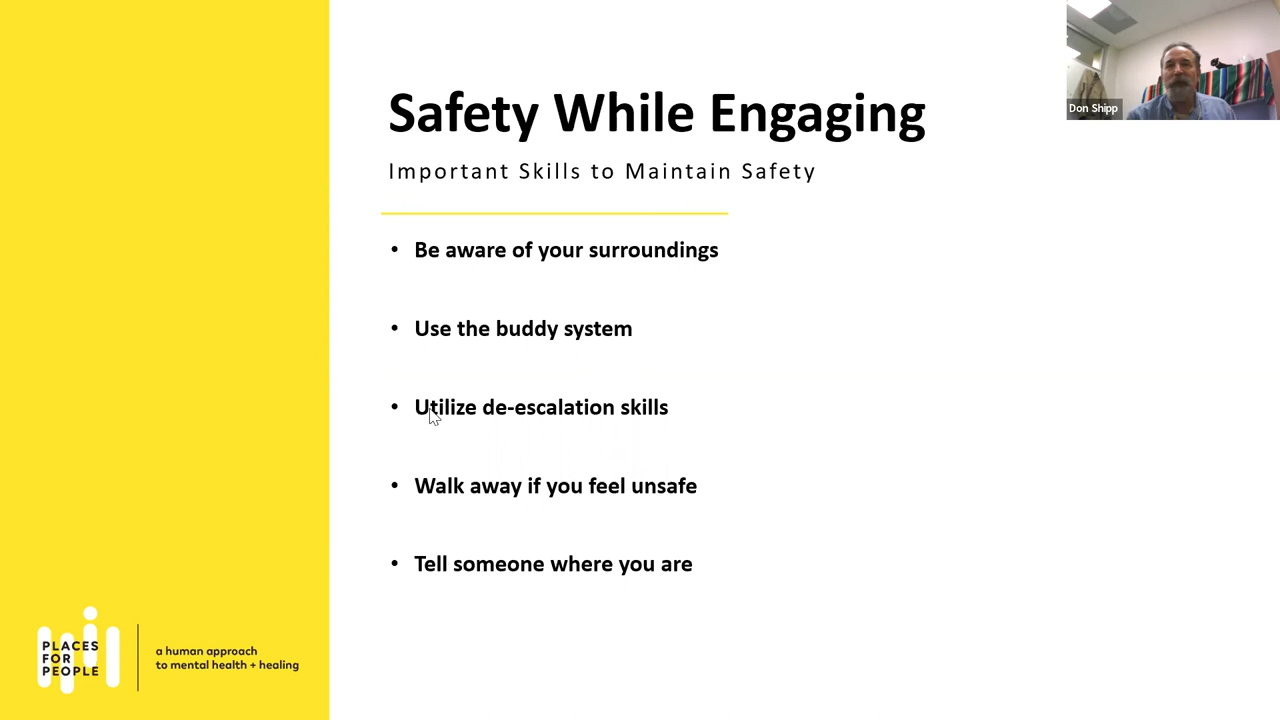 Safety While Engaging
Important Skills to Maintain Safety
• Be aware of your surroundings
• Use the buddy system
• Utilize de-escalation skills
• Walk away if you feel unsafe
• Tell someone where you are
Don Shipp
PLACES
FOR
PEOPLE
a human approach
to mental health + healing